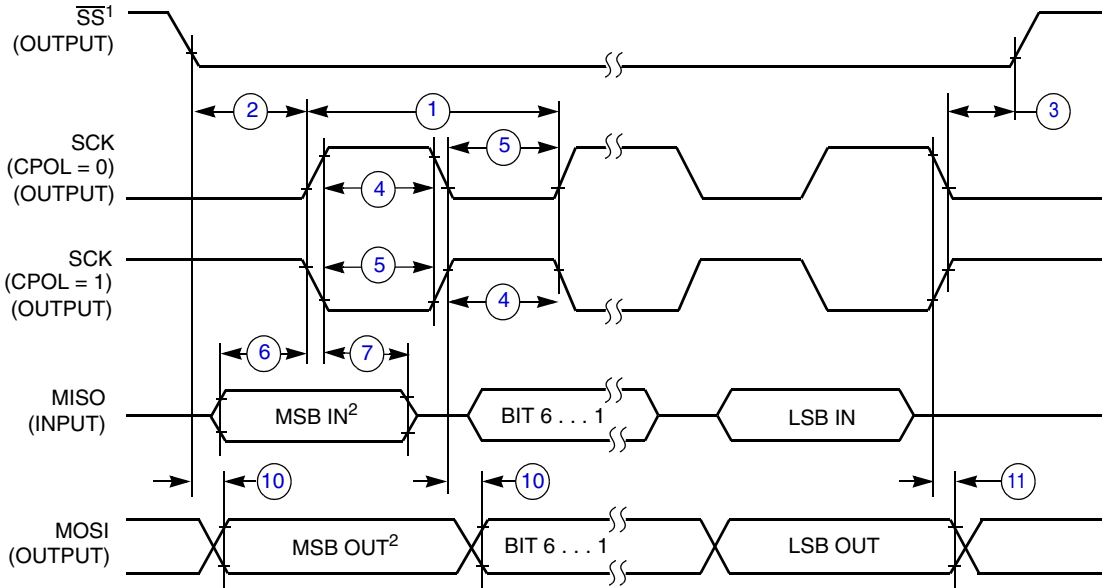 SS¹
(OUTPUT)
2
1
3
SCK
(CPOL = 0)
(OUTPUT)
5
4
SCK
(CPOL = 1)
(OUTPUT)
5
4
6
7
MISO
(INPUT)
MSB IN²
BIT 6 . . . 1
LSB IN
10
10
11
MOSI
(OUTPUT)
MSB OUT²
BIT 6 . . . 1
LSB OUT